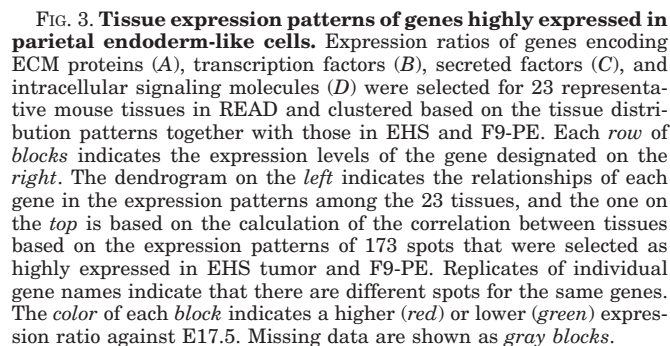 FIG. 3. Tissue expression patterns of genes highly expressed in
parietal endoderm-like cells. Expression ratios of genes encoding
ECM proteins (A), transcription factors (B), secreted factors (C), and
intracellular signaling molecules (D) were selected for 23 representa-
tive mouse tissues in READ and clustered based on the tissue distri-
bution patterns together with those in EHS and F9-PE. Each row of
blocks indicates the expression levels of the gene designated on the
right. The dendrogram on the left indicates the relationships of each
gene in the expression patterns among the 23 tissues, and the one on
the top is based on the calculation of the correlation between tissues
based on the expression patterns of 173 spots that were selected as
highly expressed in EHS tumor and F9-PE. Replicates of individual
gene names indicate that there are different spots for the same genes.
The color of each block indicates a higher (red) or lower (green) expres-
sion ratio against E17.5. Missing data are shown as gray blocks.